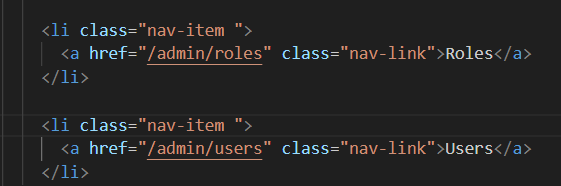 <li class="nav-item ">
<a href="/admin/roles" class="nav-link">Roles</a>
</li>
<li class="nav-item ">
<a href="/admin/users" class="nav-link">Users</a>
</li>